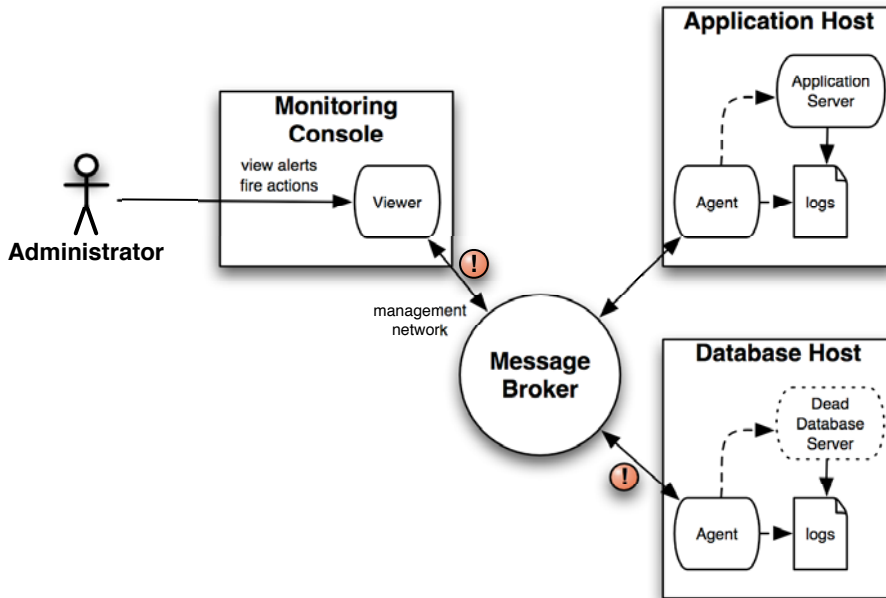 Application Host
Application
Server
Agent
logs
Monitoring
Console
view alerts
fire actions
Viewer
Administrator
!
management
network
Message
Broker
!
Database Host
Dead
Database
Server
Agent
logs